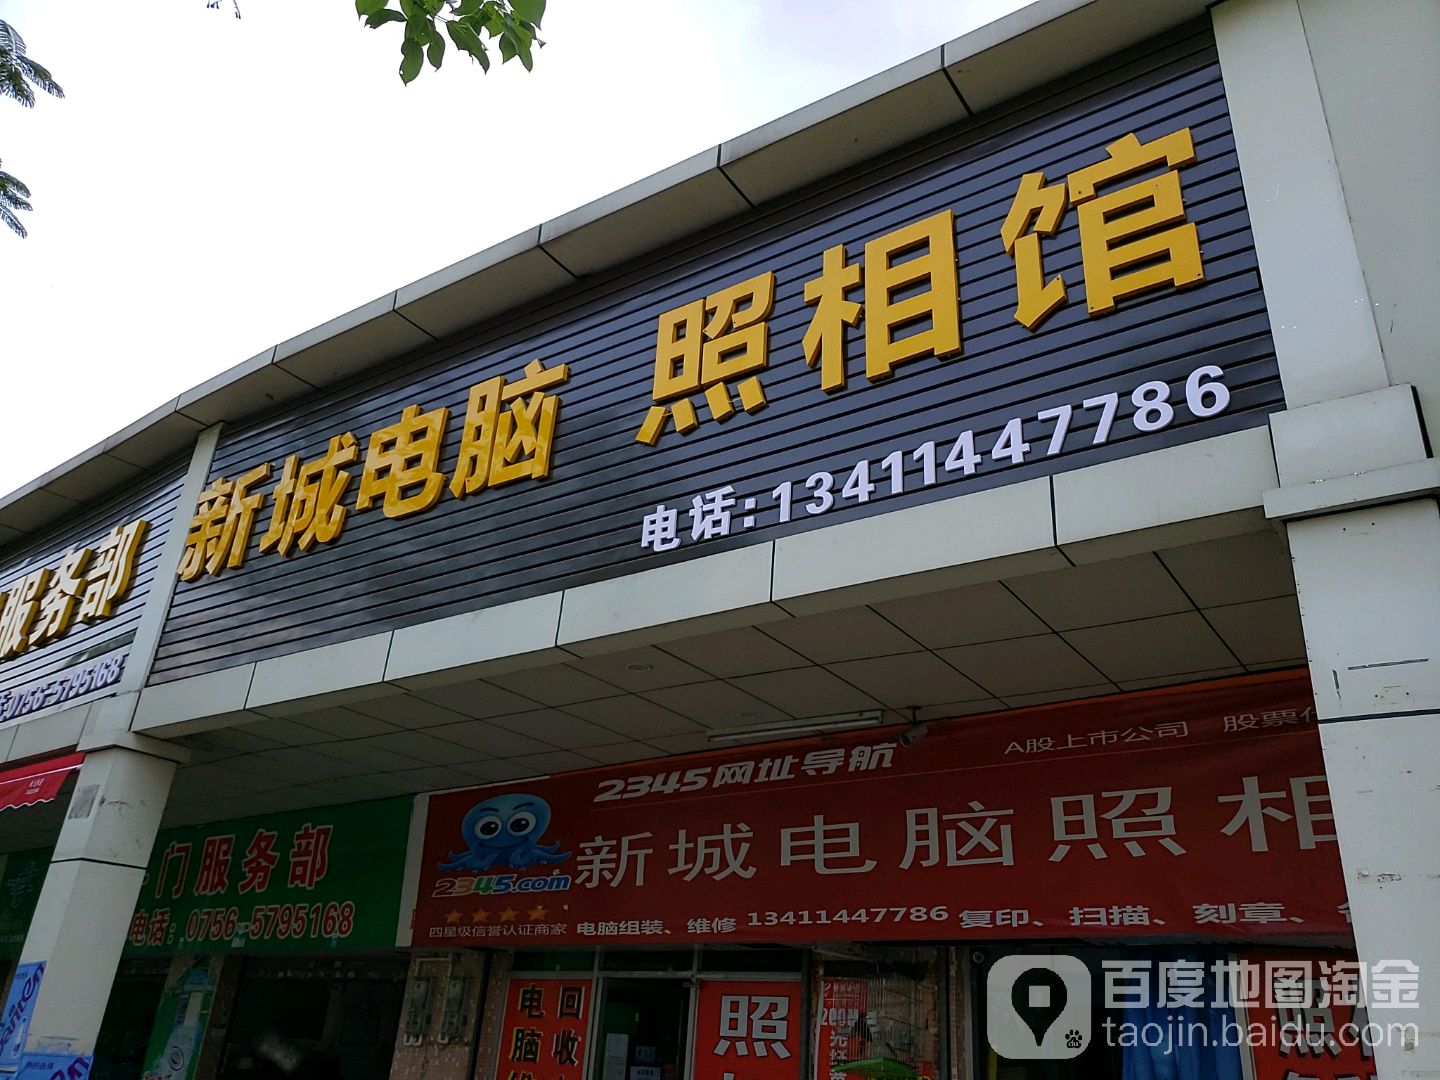 新城电脑 照相馆
电话:13411447786
服务部
0756-5795168
2345网址导航
A股上市公司 股票代
新城电脑照相
2345.com
四星级信誉认证商家
电脑组装、维修 13411447786 复印、扫描、刻章、
门服务部
电话: 0756-5795168
电脑
回收
照
照
百度地图淘金
taojin.baidu.com